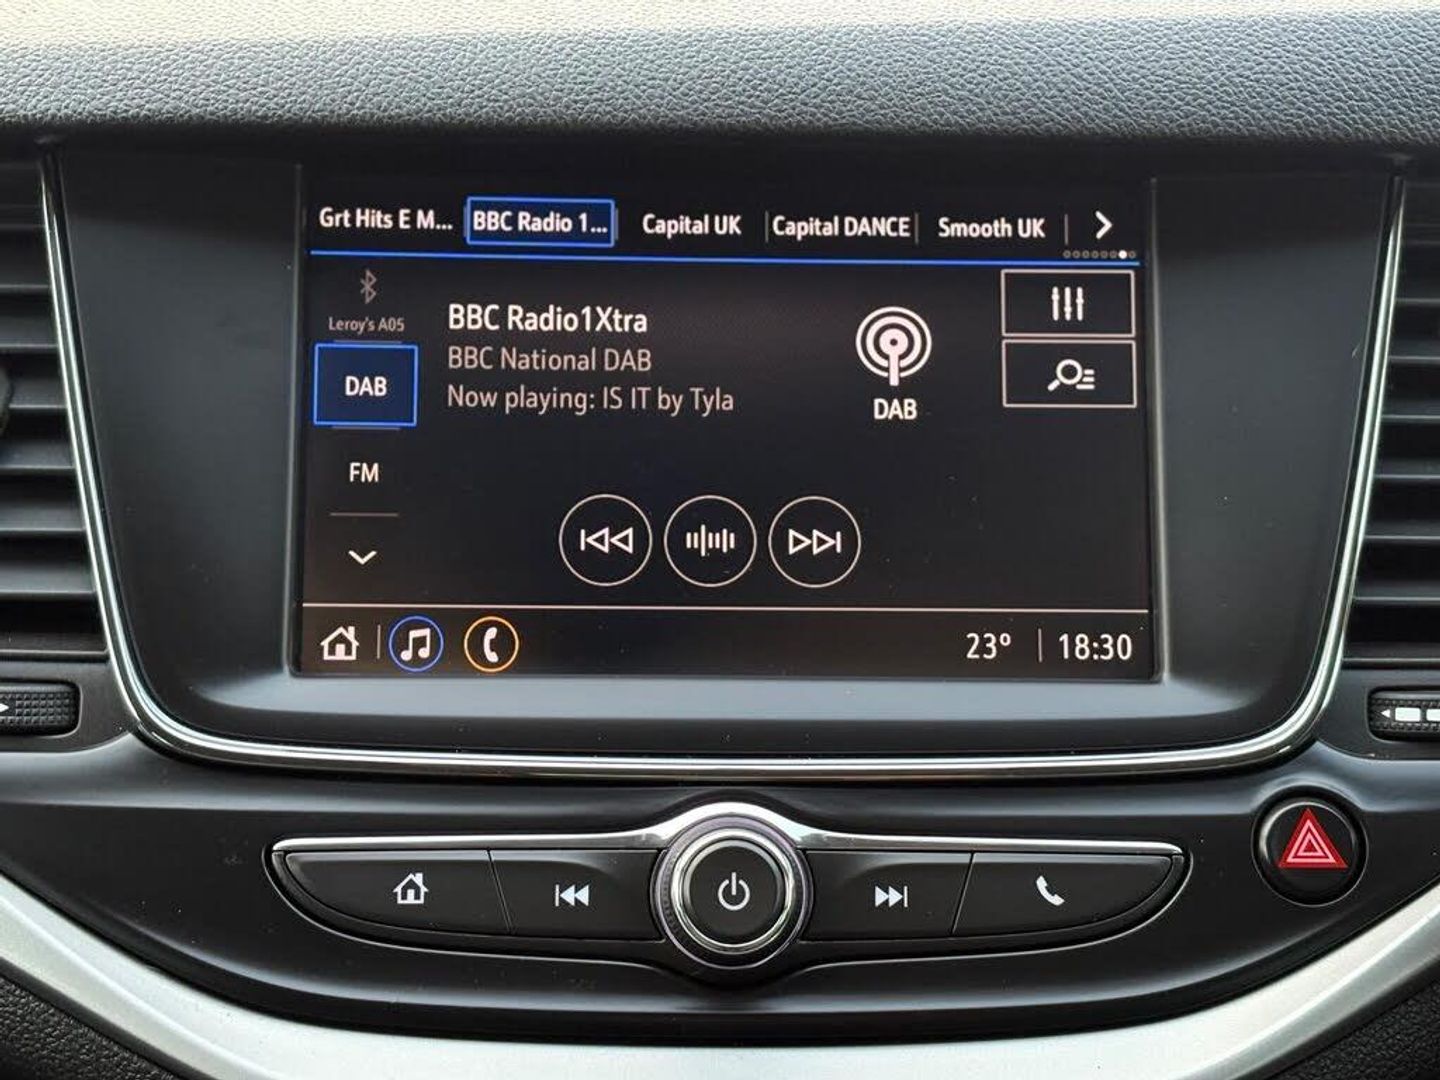 Grt Hits E M... BBC Radio 1... Capital UK Capital DANCE Smooth UK
Leroy's A05
DAB
FM
BBC Radio1Xtra
BBC National DAB
Now playing: IS IT by Tyla
DAB
23° 18:30